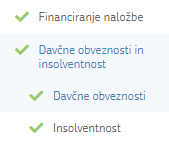 Financiranje naložbe
Davčne obveznosti in
insolventnost
Davčne obveznosti
Insolventnost